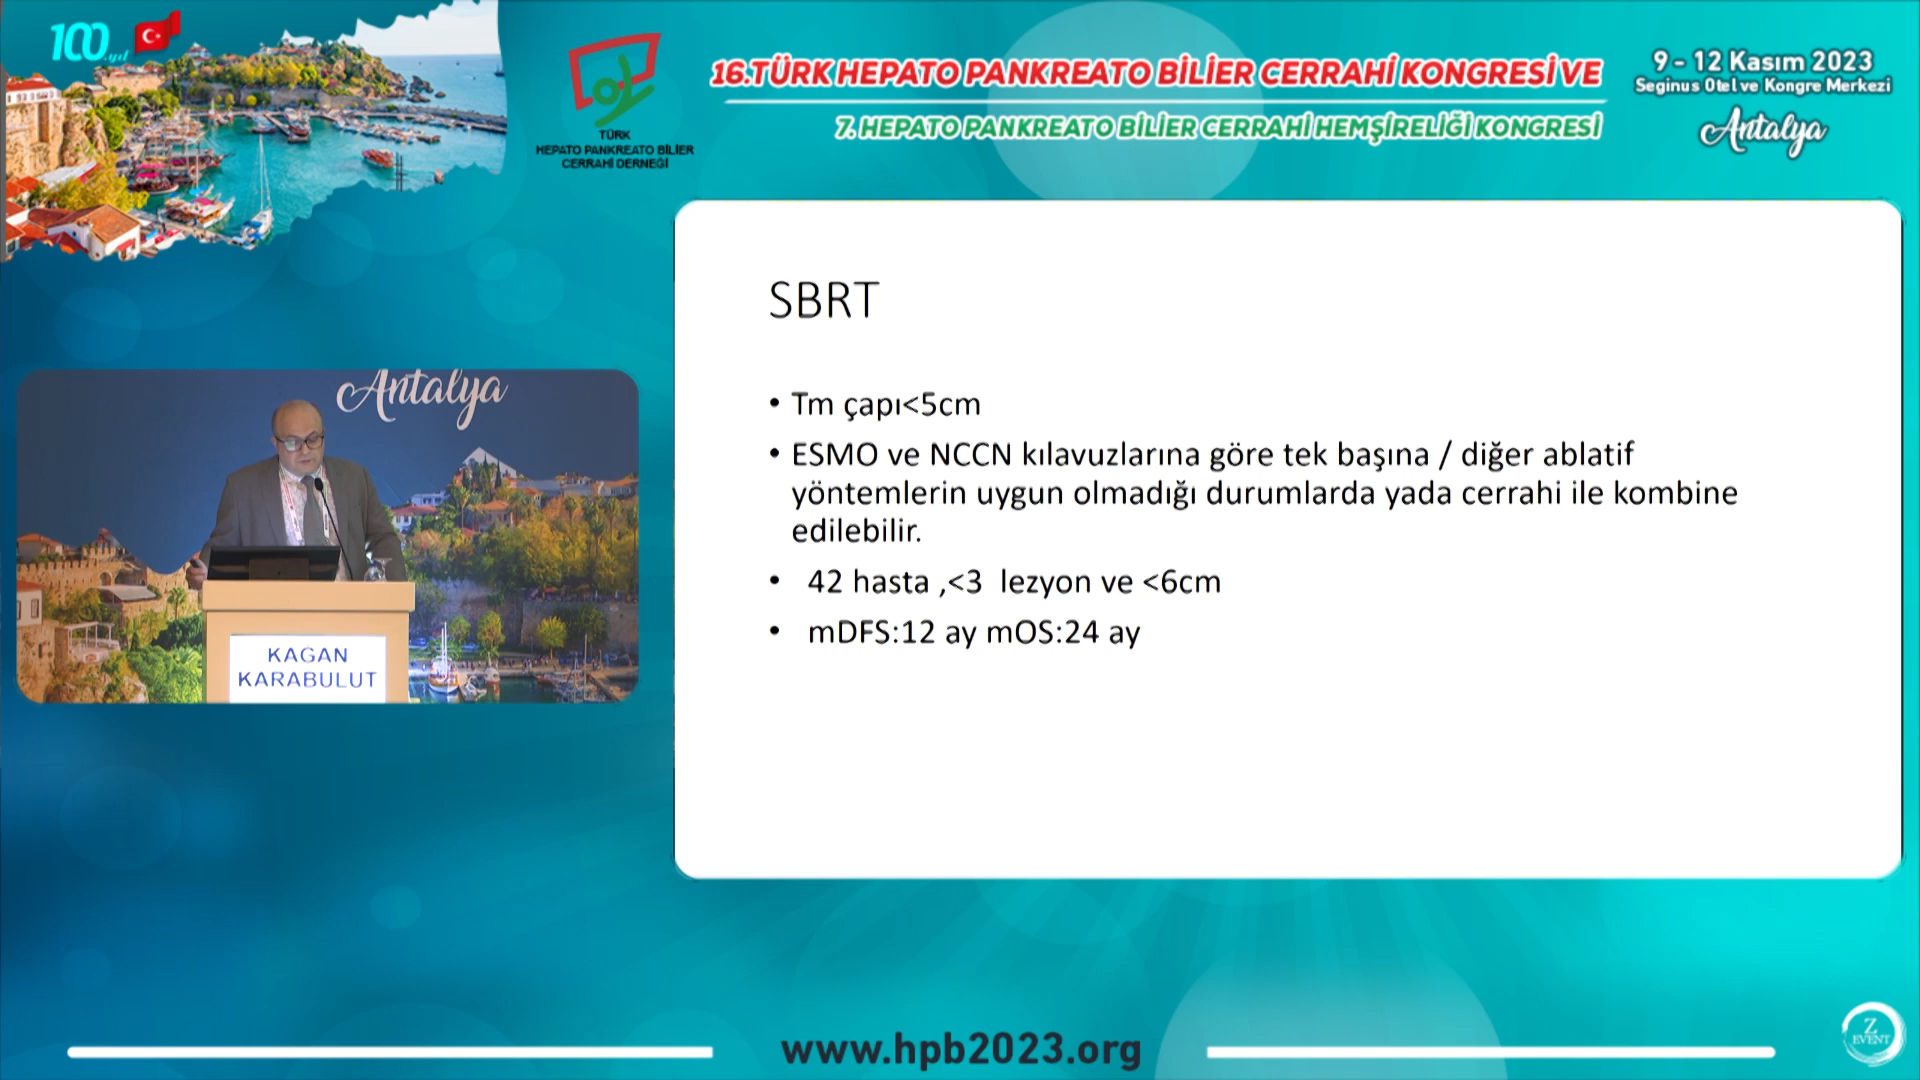 100.yıl
TÜRK
HEPATO PANKREATO BİLİER
CERRAHİ DERNEĞİ
16.TÜRK HEPATO PANKREATO BİLİER CERRAHİ KONGRESİ VE
7. HEPATO PANKREATO BİLİER CERRAHİ HEMŞİRELİĞİ KONGRESİ
9 - 12 Kasım 2023
Seginus Otel ve Kongre Merkezi
Antalya
Antalya
KAGAN
KARABULUT
SBRT
• Tm çapı<5cm
• ESMO ve NCCN kılavuzlarına göre tek başına / diğer ablatif
yöntemlerin uygun olmadığı durumlarda yada cerrahi ile kombine
edilebilir.
• 42 hasta ,<3 lezyon ve <6cm
• mDFS:12 ay mOS:24 ay
www.hpb2023.org
Z
EVENT